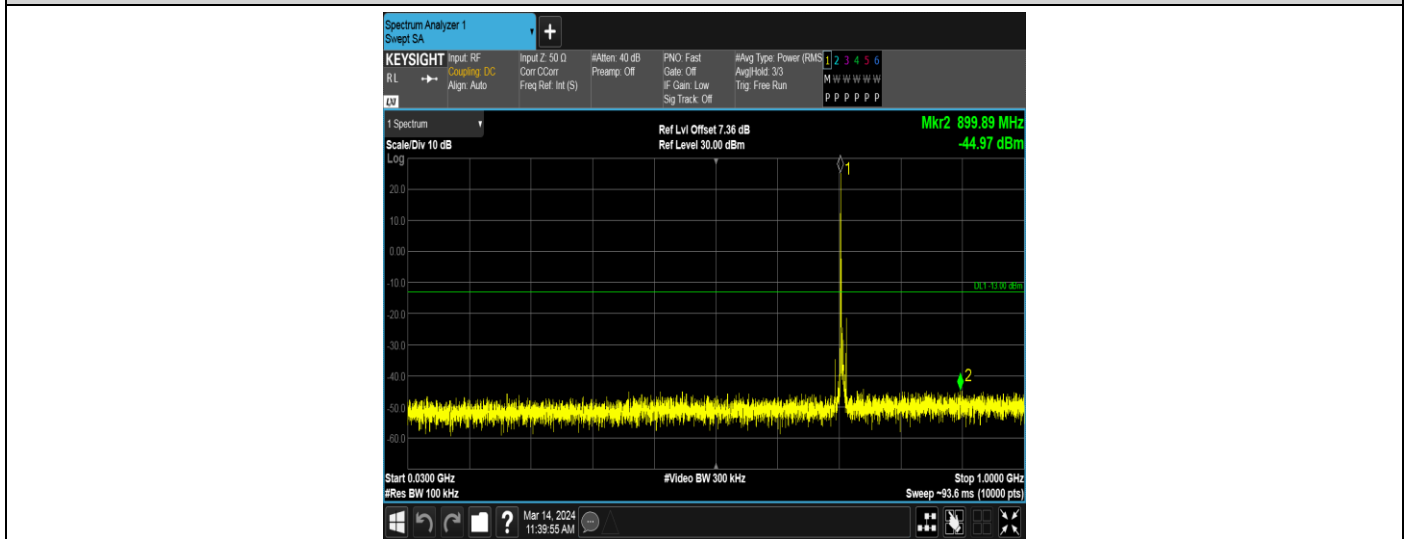 Spectrum Analyzer 1
Swept SA
+
KEYSIGHT Input: RF Input Z: 50 Ω #Atten: 40 dB PNO: Fast #Avg Type: Power (RMS 1 2 3 4 5 6
RL Coupling: DC Corr CCorr Preamp: Off Gate: Off Avg|Hold: 3/3 M W W W W W
Align: Auto Freq Ref: Int (S) IF Gain: Low Trig: Free Run
Sig Track: Off P P P P P P
1 Spectrum Ref Lvl Offset 7.36 dB Mkr2 899.89 MHz
Scale/Div 10 dB Ref Level 30.00 dBm -44.97 dBm
Log
1
20.0
10.0
0.00
-10.0
DL1 -13.00 dBm
-20.0
-30.0
-40.0
2
-50.0
-60.0
Start 0.0300 GHz #Video BW 300 kHz Stop 1.0000 GHz
#Res BW 100 kHz Sweep ~93.6 ms (10000 pts)
? Mar 14, 2024
11:39:55 AM